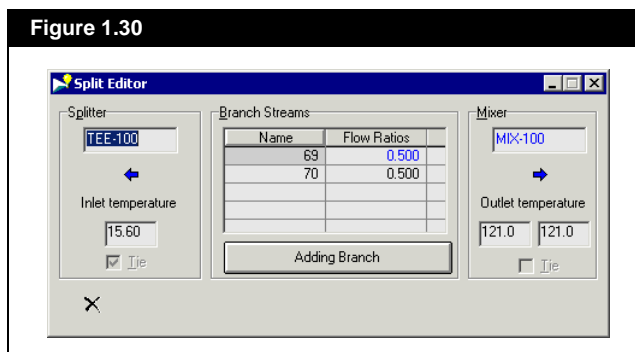 Figure 1.30
Split Editor
Splitter
TEE-100
Inlet temperature
15.60
Tie
Branch Streams
Name Flow Ratios
69 0.500
70 0.500
Adding Branch
Mixer
MIX-100
Outlet temperature
121.0 121.0
Tie